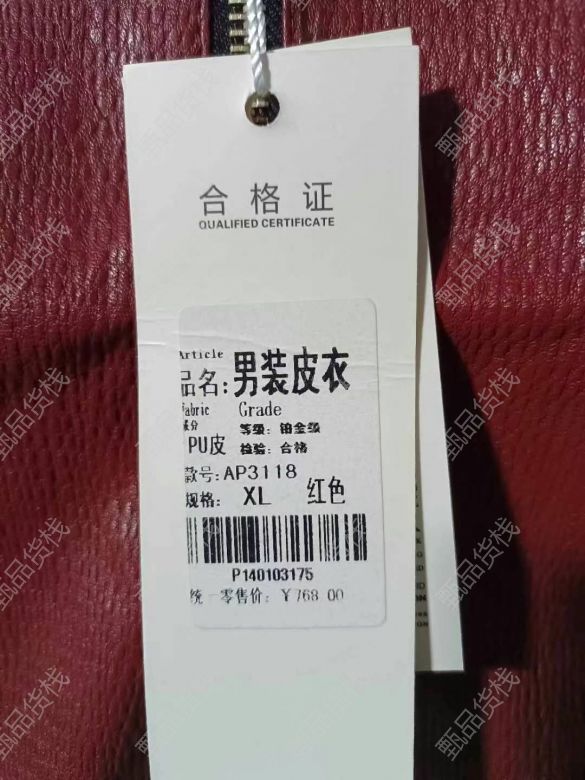 合格证
QUALIFIED CERTIFICATE
Article
品名: 男装皮衣
Fabric Grade
成分 等级: 铂金级
PU皮 检验: 合格
款号: AP3118
规格: XL 红色
P140103175
统一零售价: ¥768.00
甄品货栈